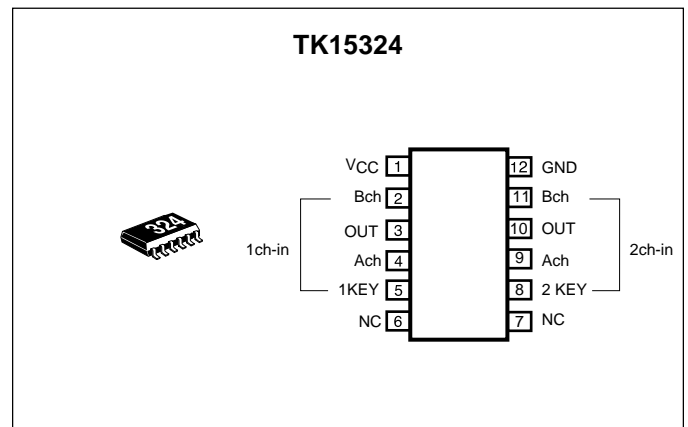 TK15324
324
VCC 1 12 GND
Bch 2 11 Bch
OUT 3 10 OUT
1ch-in 2ch-in
Ach 4 9 Ach
1KEY 5 8 2 KEY
NC 6 7 NC